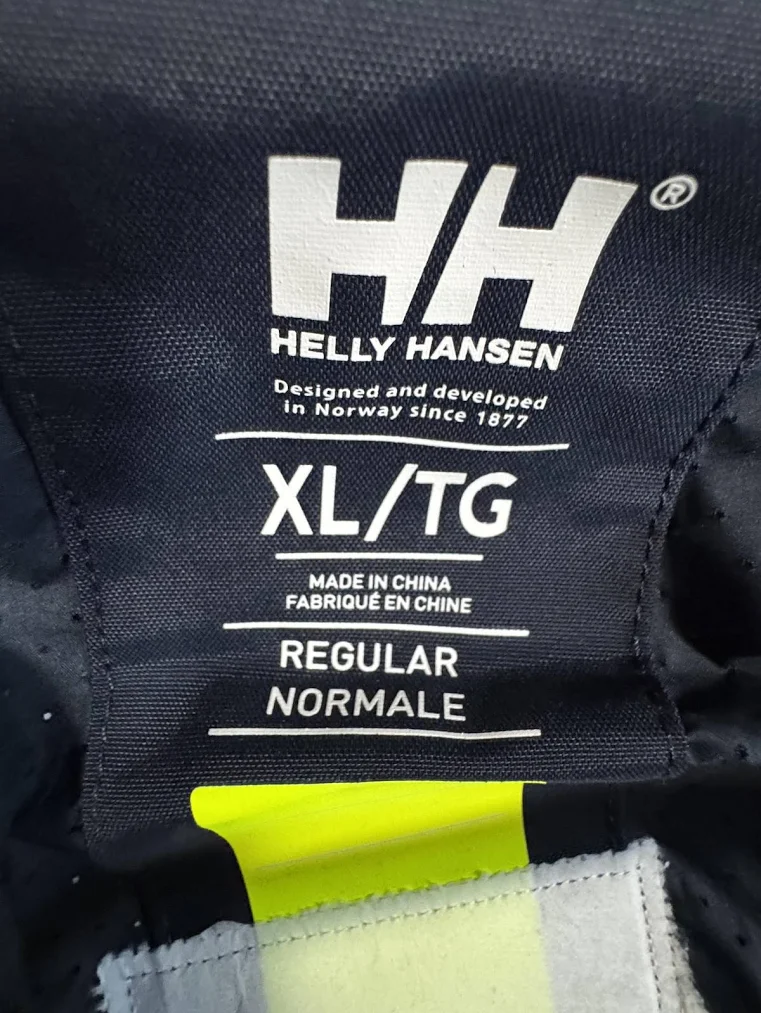 HH®
HELLY HANSEN
Designed and developed
in Norway since 1877
XL/TG
MADE IN CHINA
FABRIQUÉ EN CHINE
REGULAR
NORMALE